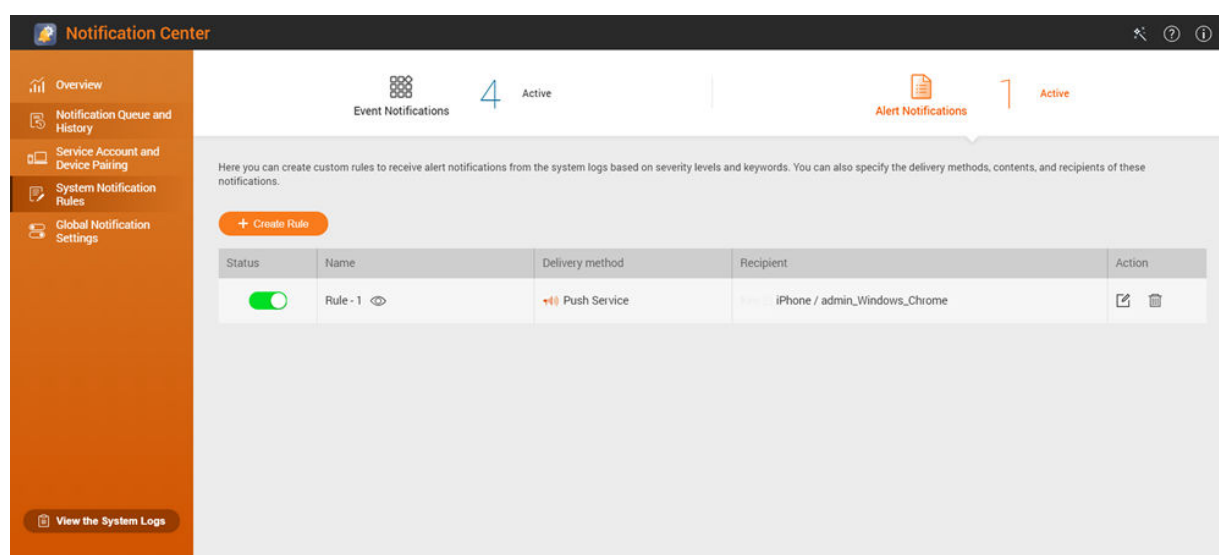 Notification Center
Overview
Notification Queue and
History
Service Account and
Device Pairing
System Notification
Rules
Global Notification
Settings
View the System Logs
Event Notifications
4
Active
Alert Notifications
1
Active
Here you can create custom rules to receive alert notifications from the system logs based on severity levels and keywords. You can also specify the delivery methods, contents, and recipients of these
notifications.
+ Create Rule
Status Name Delivery method Recipient Action
Rule - 1 Push Service iPhone / admin_Windows_Chrome